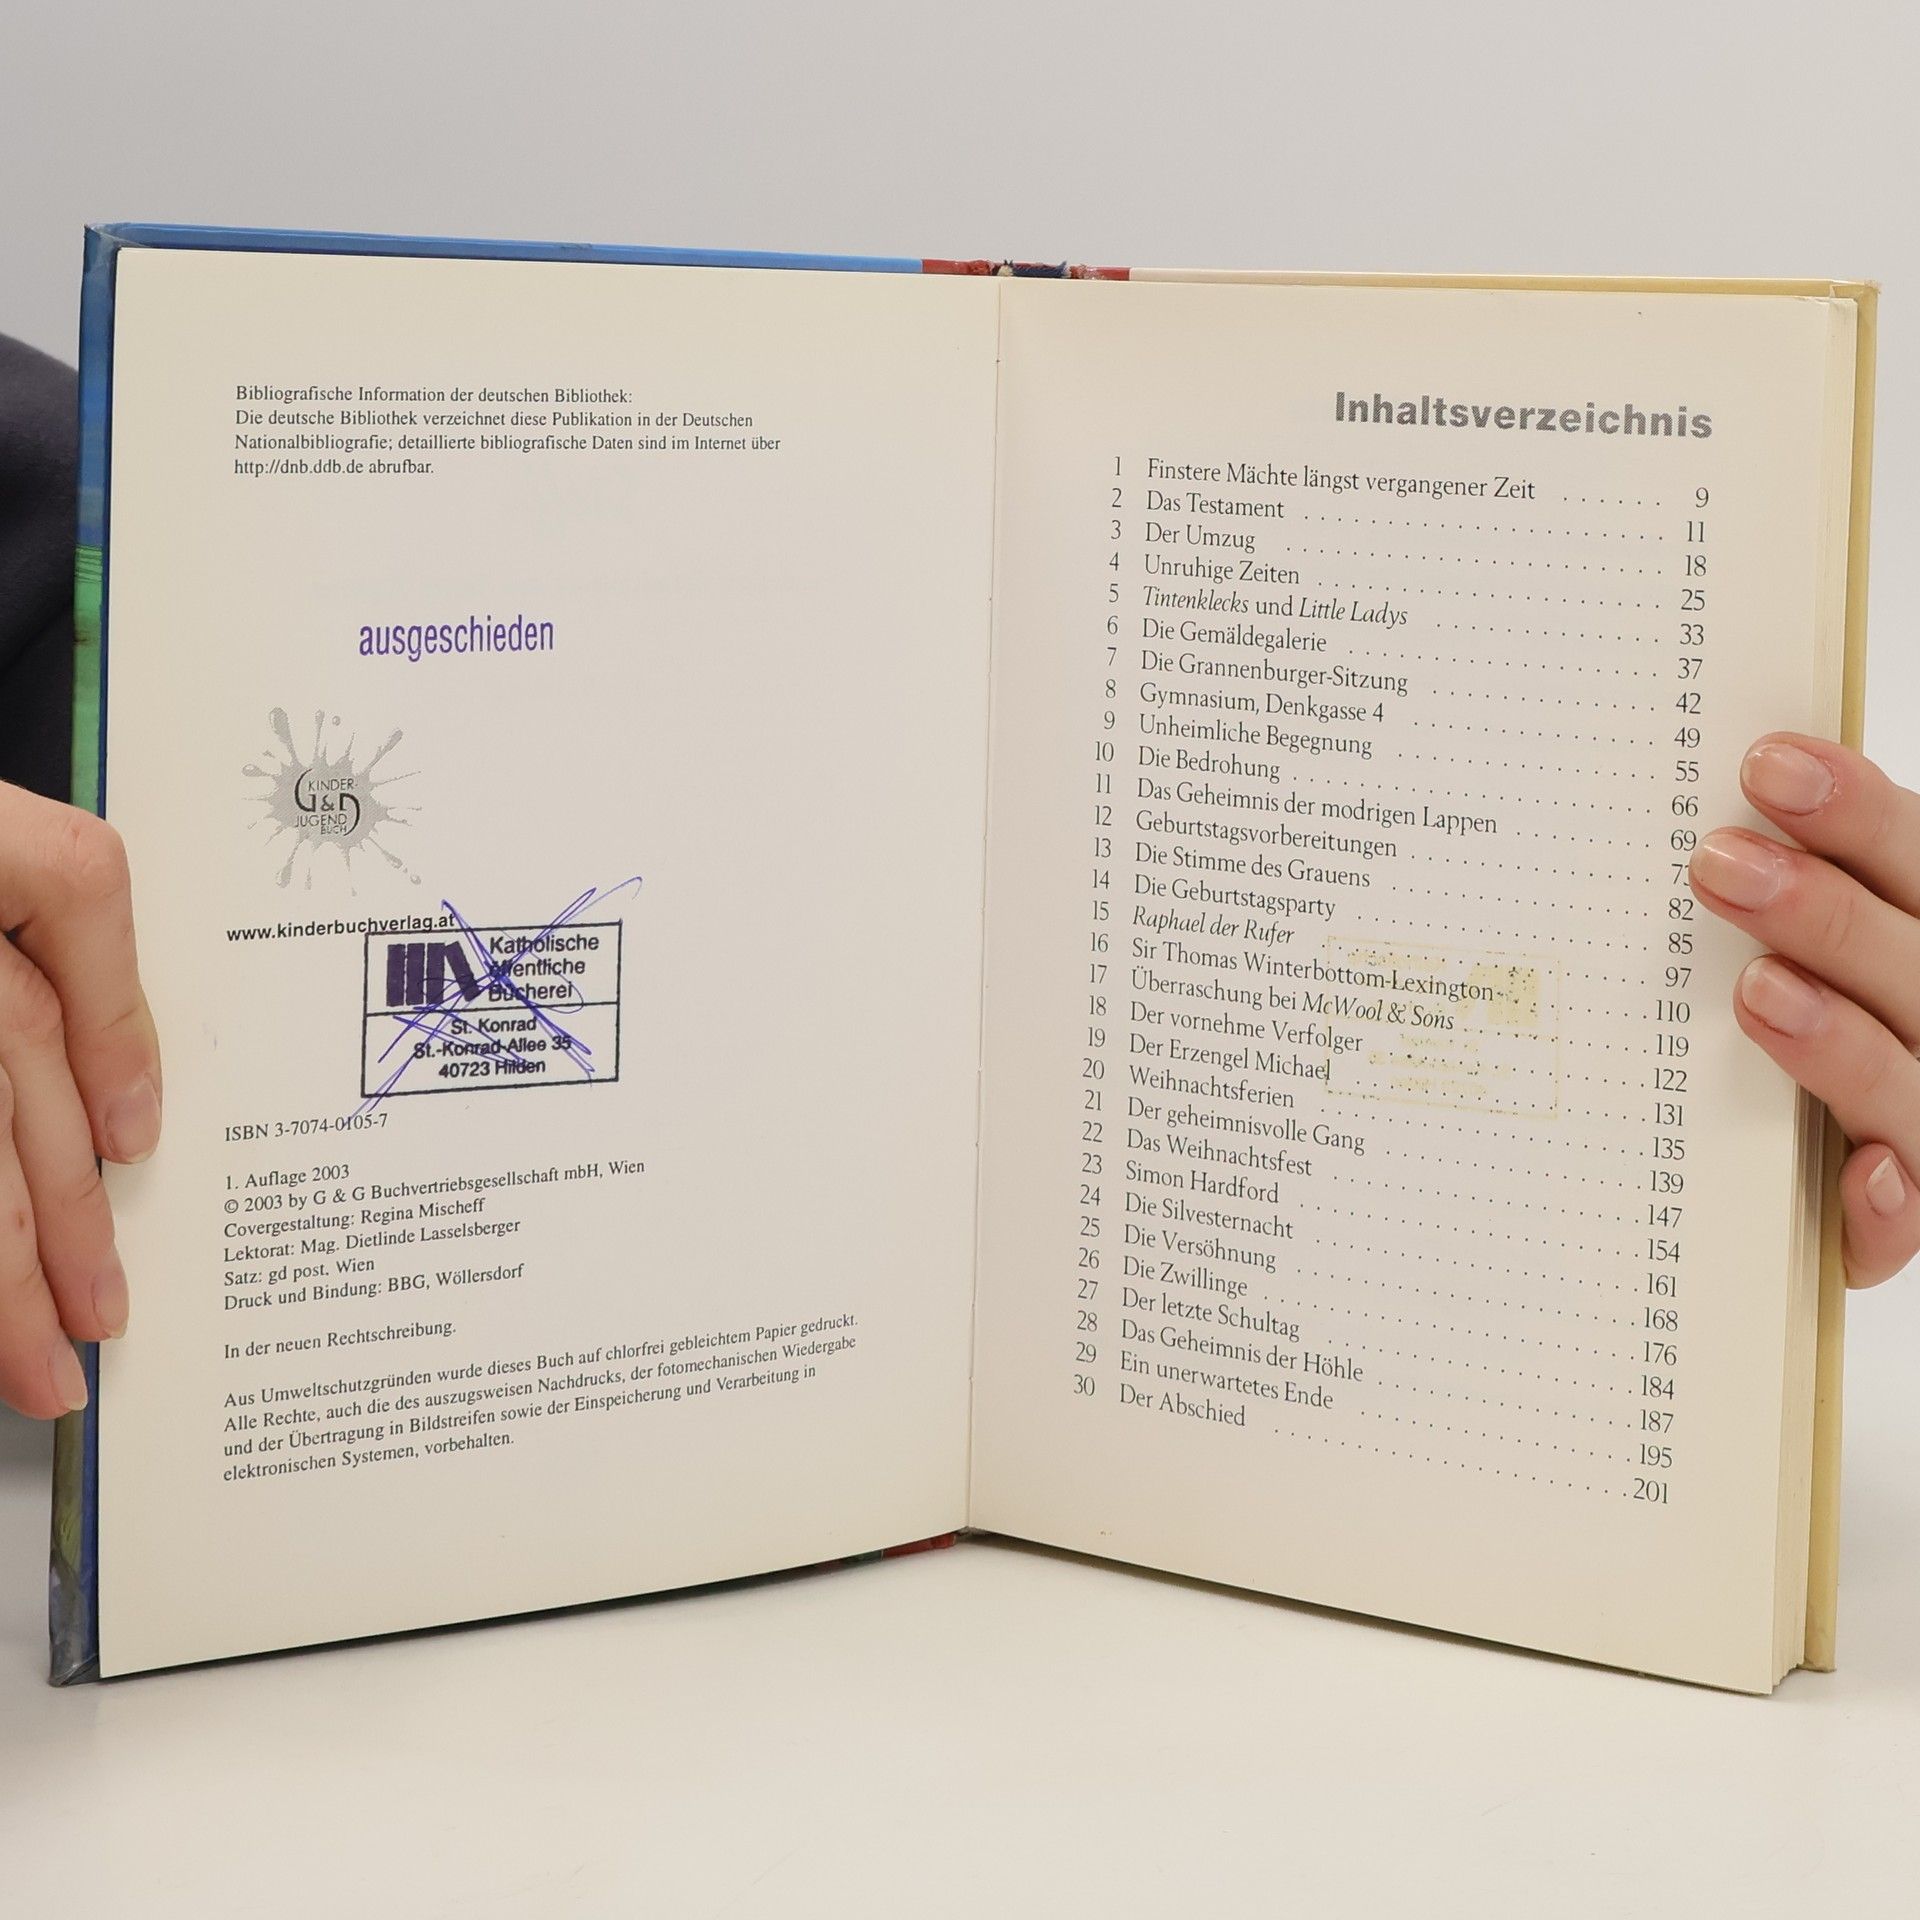 Bibliografische Information der deutschen Bibliothek:
Die deutsche Bibliothek verzeichnet diese Publikation in der Deutschen
Nationalbibliografie; detaillierte bibliografische Daten sind im Internet über
http://dnb.ddb.de abrufbar.
ausgeschieden
KINDER-
G&D
JUGEND
BUCH
www.kinderbuchverlag.at
Katholische
öffentliche
Bücherei
St. Konrad
St.-Konrad-Allee 35
40723 Hilden
ISBN 3-7074-0105-7
1. Auflage 2003
© 2003 by G & G Buchvertriebsgesellschaft mbH, Wien
Covergestaltung: Regina Mischeff
Lektorat: Mag. Dietlinde Lasselsberger
Satz: gd post, Wien
Druck und Bindung: BBG, Wöllersdorf
In der neuen Rechtschreibung.
Aus Umweltschutzgründen wurde dieses Buch auf chlorfrei gebleichtem Papier gedruckt.
Alle Rechte, auch die des auszugsweisen Nachdrucks, der fotomechanischen Wiedergabe
und der Übertragung in Bildstreifen sowie der Einspeicherung und Verarbeitung in
elektronischen Systemen, vorbehalten.
Inhaltsverzeichnis
1 Finstere Mächte längst vergangener Zeit ...... 9
2 Das Testament ...... 11
3 Der Umzug ...... 18
4 Unruhige Zeiten ...... 25
5 Tintenklecks und Little Ladys ...... 33
6 Die Gemäldegalerie ...... 37
7 Die Grannenburger-Sitzung ...... 42
8 Gymnasium, Denkgasse 4 ...... 49
9 Unheimliche Begegnung ...... 55
10 Die Bedrohung ...... 66
11 Das Geheimnis der modrigen Lappen ...... 69
12 Geburtstagsvorbereitungen ......
13 Die Stimme des Grauens ...... 82
14 Die Geburtstagsparty ...... 85
15 Raphael der Rufer ...... 97
16 Sir Thomas Winterbottom-Lexington ...... 110
17 Überraschung bei McWool & Sons ...... 119
18 Der vornehme Verfolger ...... 122
19 Der Erzengel Michael ...... 131
20 Weihnachtsferien ...... 135
21 Der geheimnisvolle Gang ...... 139
22 Das Weihnachtsfest ...... 147
23 Simon Hardford ...... 154
24 Die Silvesternacht ...... 161
25 Die Versöhnung ...... 168
26 Die Zwillinge ...... 176
27 Der letzte Schultag ...... 184
28 Das Geheimnis der Höhle ...... 187
29 Ein unerwartetes Ende ...... 195
30 Der Abschied ...... 201